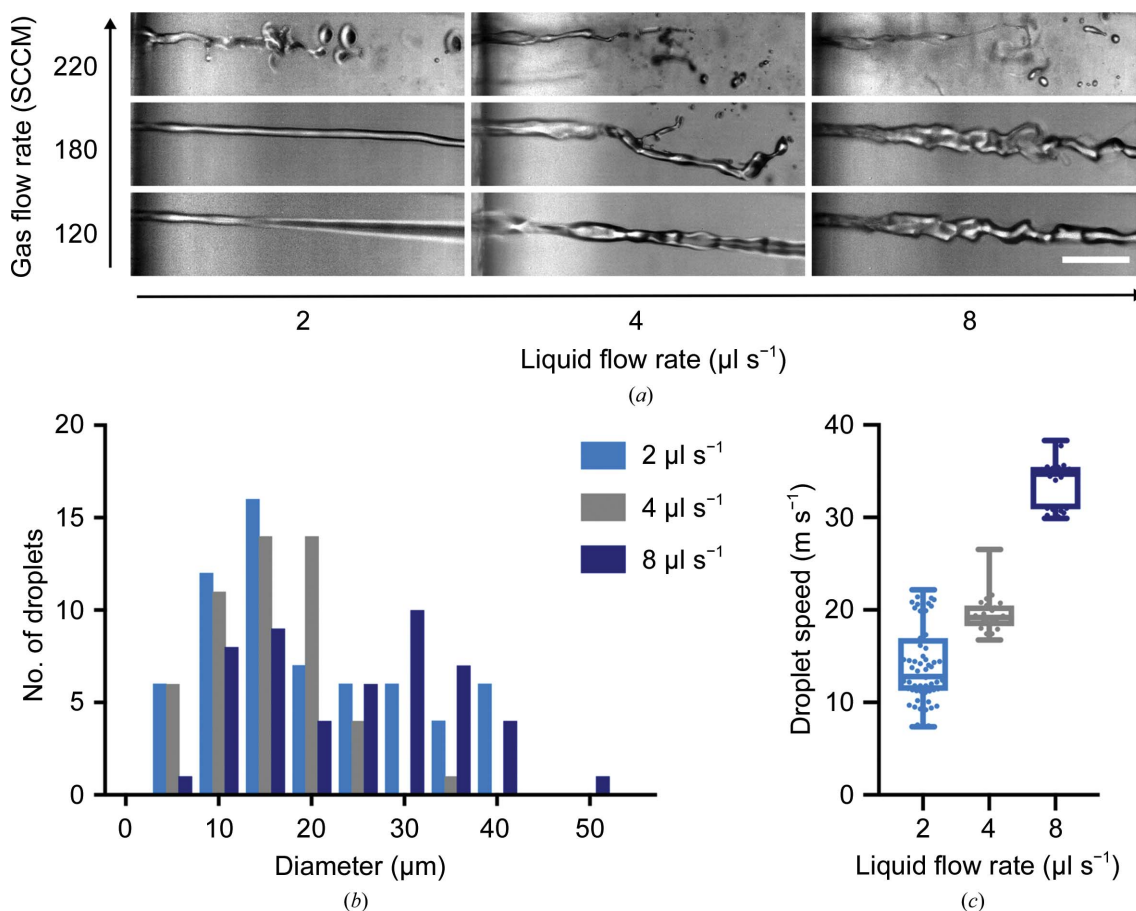 Gas flow rate (SCCM)
220
180
120
2
4
8
Liquid flow rate (µl s⁻¹)
(a)
No. of droplets
20
15
10
5
0
0
10
20
30
40
50
Diameter (µm)
(b)
2 µl s⁻¹
4 µl s⁻¹
8 µl s⁻¹
Droplet speed (m s⁻¹)
40
30
20
10
0
2
4
8
Liquid flow rate (µl s⁻¹)
(c)